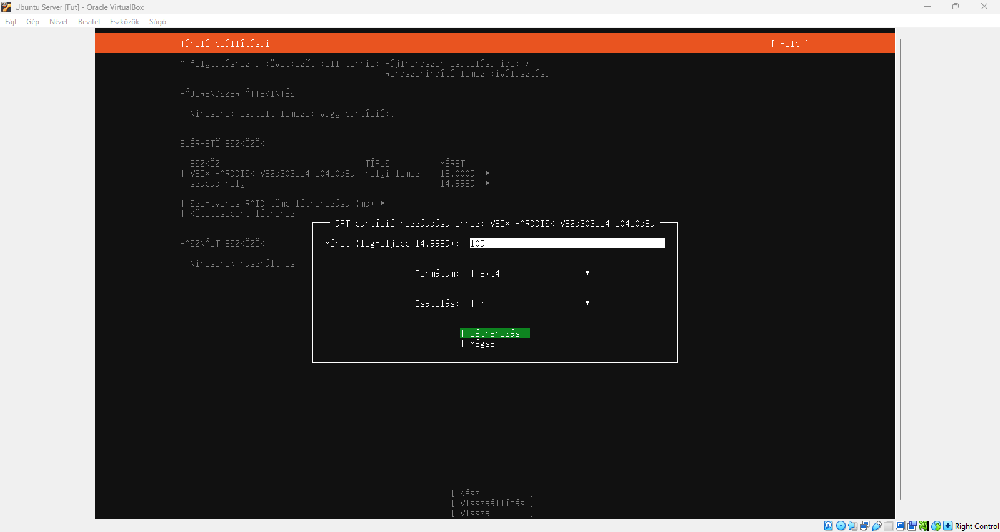 Ubuntu Server [Fut] - Oracle VirtualBox
Fájl Gép Nézet Bevitel Eszközök Súgó
Tároló beállításai [ Help ]
A folytatáshoz a következőt kell tennie: Fájlrendszer csatolása ide: /
Rendszerindító-lemez kiválasztása
FÁJLRENDSZER ÁTTEKINTÉS
Nincsenek csatolt lemezek vagy partíciók.
ELÉRHETŐ ESZKÖZÖK
ESZKÖZ TÍPUS MÉRET
[ VBOX_HARDDISK_VB2d303cc4-e04e0d5a helyi lemez 15.000G ▸ ]
szabad hely 14.998G ▸
[ Szoftveres RAID-tömb létrehozása (md) ▸ ]
[ Kötetcsoport létrehoz
GPT partíció hozzáadása ehhez: VBOX_HARDDISK_VB2d303cc4-e04e0d5a
Méret (legfeljebb 14.998G): 10G
HASZNÁLT ESZKÖZÖK
Nincsenek használt es
Formátum: [ ext4 ▾ ]
Csatolás: [ / ▾ ]
[ Létrehozás ]
[ Mégse ]
[ Kész ]
[ Visszaállítás ]
[ Vissza ]
Right Control